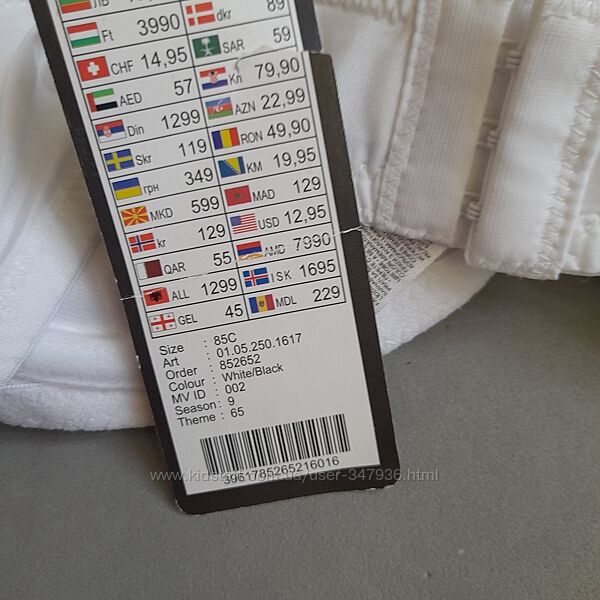 ЛВ
89
Ft 3990 dkr
CHF 14,95 SAR 59
AED 57 Kn 79,90
Din 1299 AZN 22,99
Skr 119 RON 49,90
грн 349 KM 19,95
MKD 599 MAD 129
kr 129 USD 12,95
QAR 55 AMD 7990
ALL 1299 ISK 1695
GEL 45 MDL 229
Size : 85C
Art : 01.05.250.1617
Order : 852652
Colour : White/Black
MV ID : 002
Season : 9
Theme : 65
3961785265216016